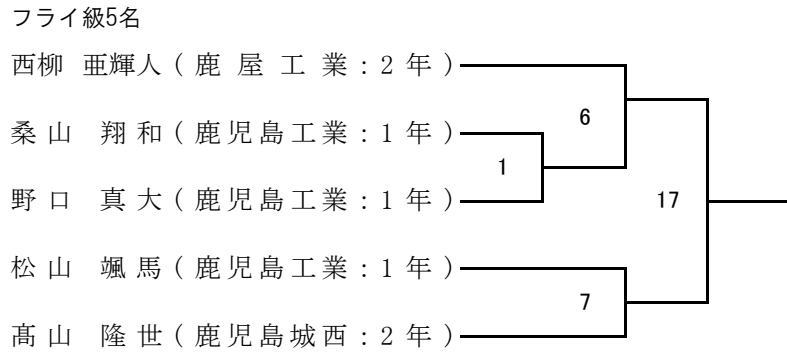 フライ級5名
西柳 亜輝人(鹿屋工業:2年)
桑山 翔和(鹿児島工業:1年)
野口 真大(鹿児島工業:1年)
松山 颯馬(鹿児島工業:1年)
髙山 隆世(鹿児島城西:2年)
6
1
17
7